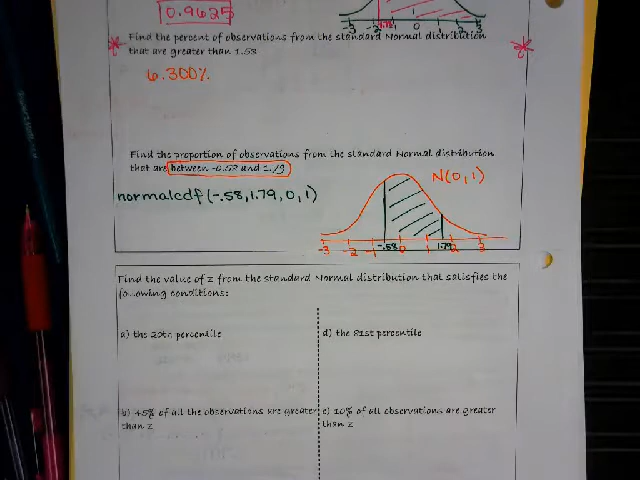 0.9625
Find the percent of observations from the standard Normal distribution
that are greater than 1.53
6.300%
Find the proportion of observations from the standard Normal distribution
that are between -0.58 and 1.79
normalcdf(-.58,1.79,0,1)
N(0,1)
-3 -2 -1 -.58 0 1 1.79 2 3
Find the value of z from the standard Normal distribution that satisfies the
following conditions:
a) the 20th percentile
d) the 81st percentile
b) 45% of all the observations are greater
than z
e) 10% of all observations are greater
than z